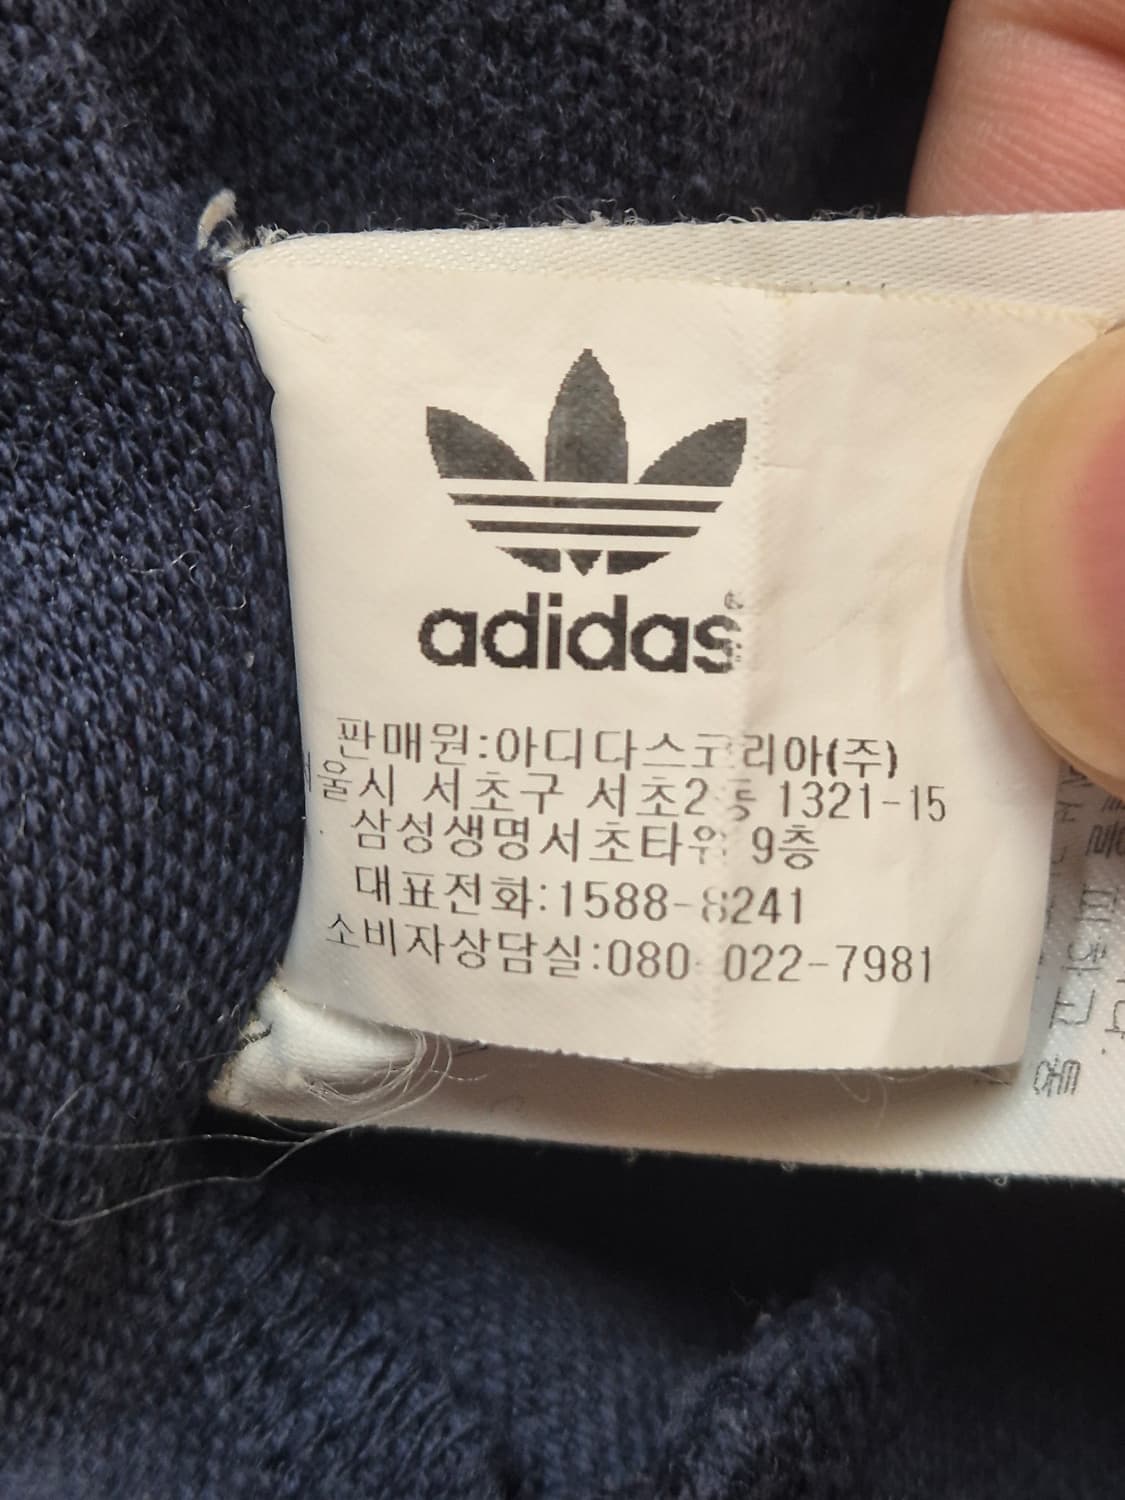 adidas®
판매원:아디다스코리아(주)
서울시 서초구 서초2동 1321-15
삼성생명서초타워 9층
대표전화:1588-8241
소비자상담실:080-022-7981